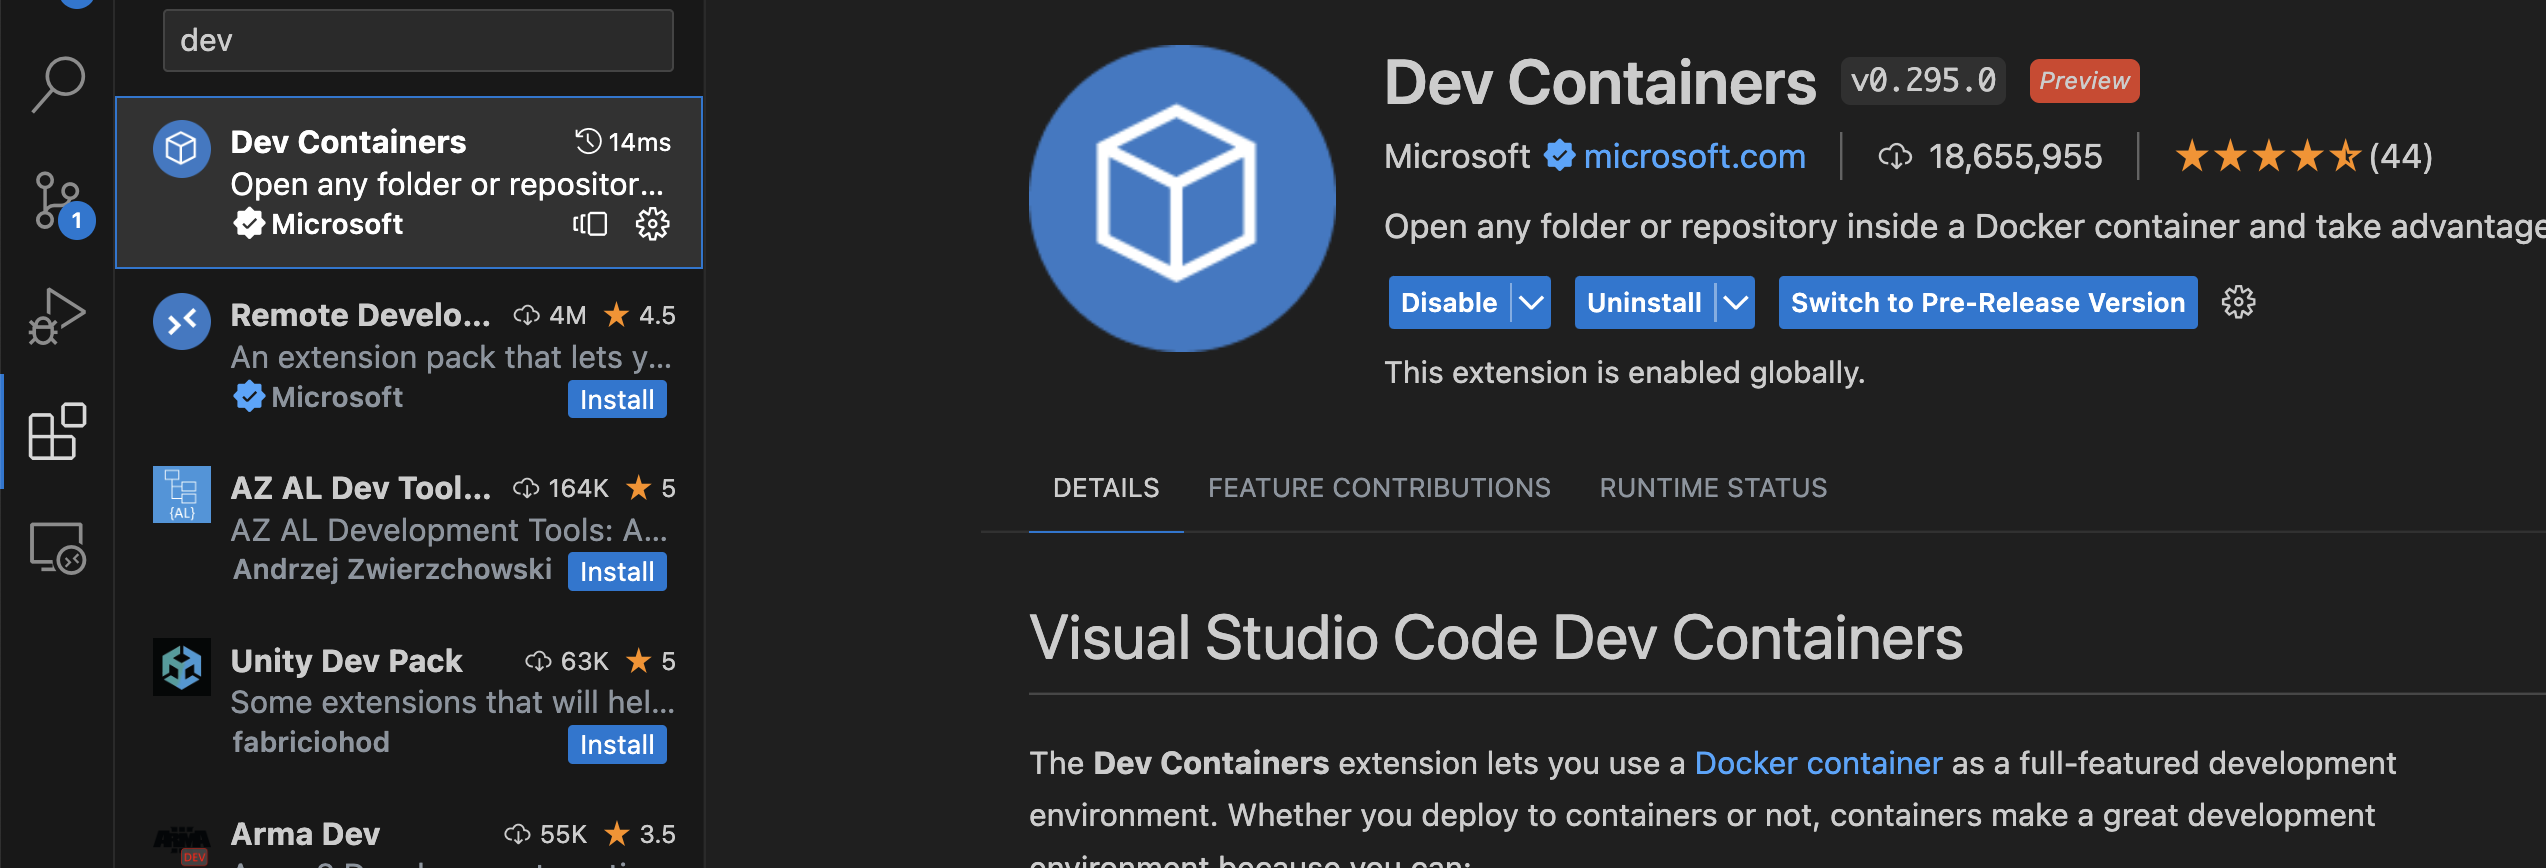 dev
1
Dev Containers 14ms
Open any folder or repositor...
Microsoft
Remote Develo... 4M 4.5
An extension pack that lets y...
Microsoft Install
AZ AL Dev Tool... 164K 5
{AL}
AZ AL Development Tools: A...
Andrzej Zwierzchowski Install
Unity Dev Pack 63K 5
Some extensions that will hel...
fabriciohod Install
Arma Dev 55K 3.5
DEV
Dev Containers v0.295.0 Preview
Microsoft microsoft.com 18,655,955 (44)
Open any folder or repository inside a Docker container and take advantage
Disable Uninstall Switch to Pre-Release Version
This extension is enabled globally.
DETAILS FEATURE CONTRIBUTIONS RUNTIME STATUS
Visual Studio Code Dev Containers
The Dev Containers extension lets you use a Docker container as a full-featured development
environment. Whether you deploy to containers or not, containers make a great development
environment because you can: